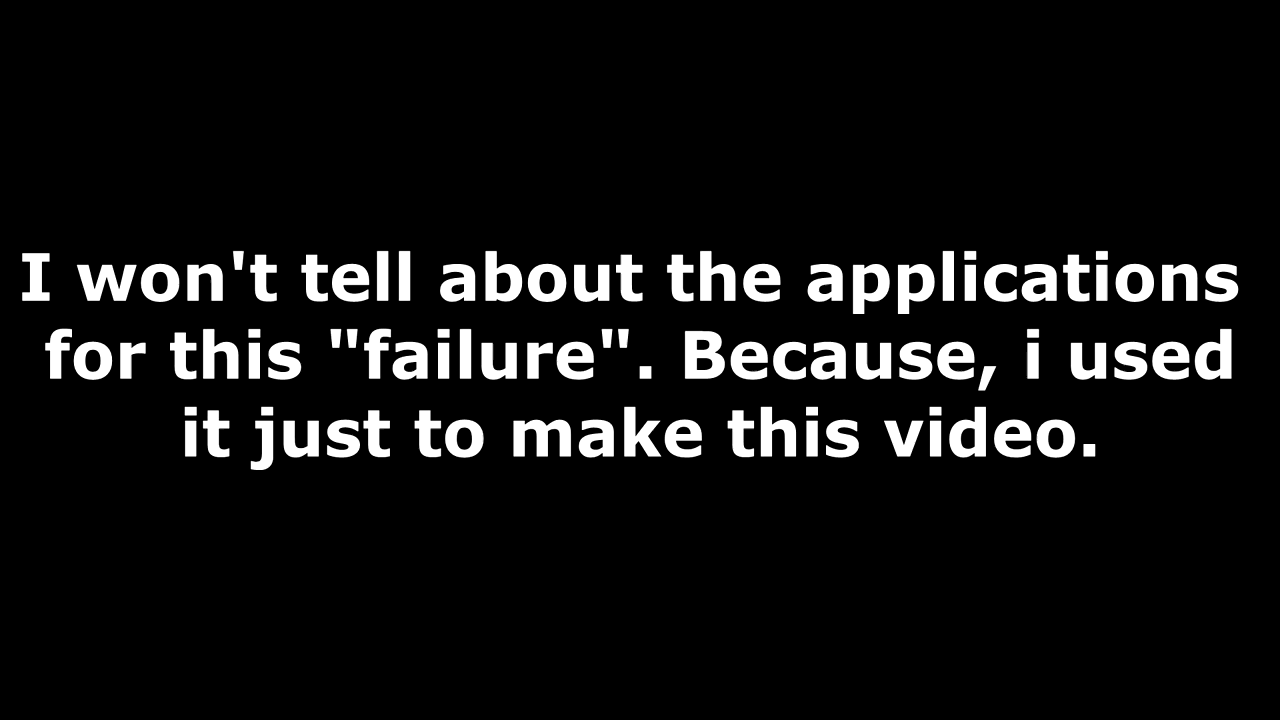 I won't tell about the applications
for this "failure". Because, i used
it just to make this video.